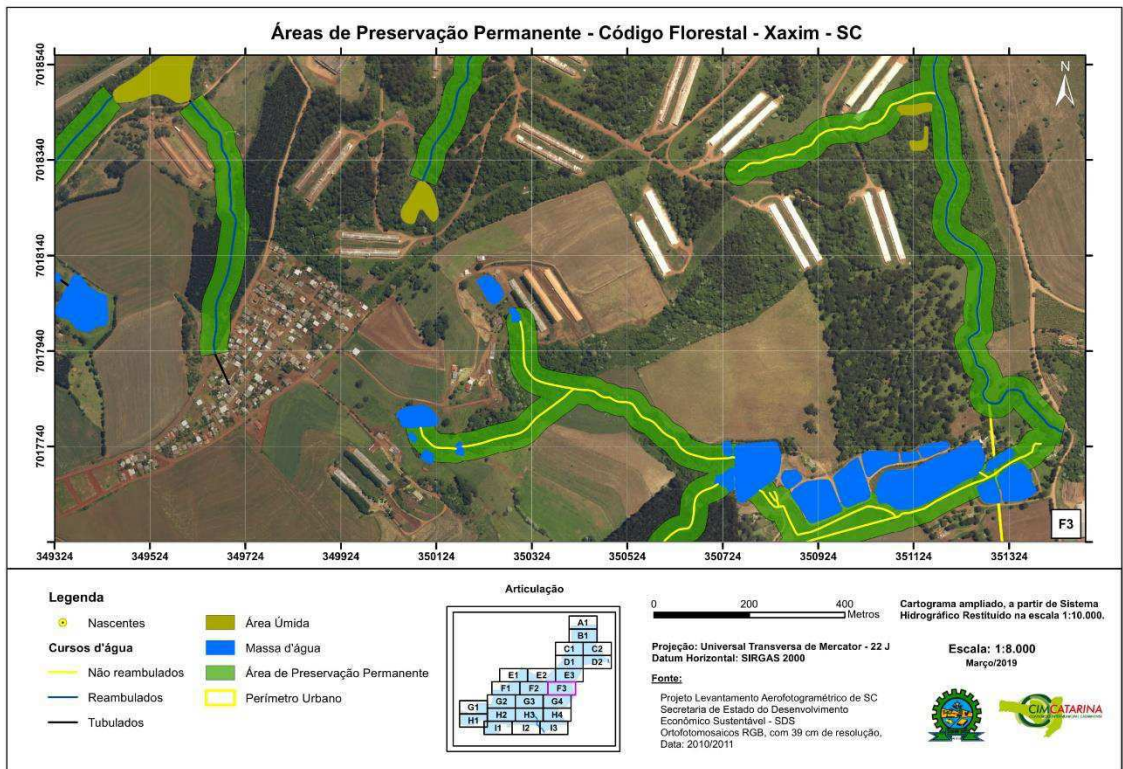 Áreas de Preservação Permanente - Código Florestal - Xaxim - SC
7018540
7018340
7018140
7017940
7017740
N
F3
349324 349524 349724 349924 350124 350324 350524 350724 350924 351124 351324
Legenda
Nascentes
Cursos d'água
Não reambulados
Reambulados
Tubulados
Área Úmida
Massa d'água
Área de Preservação Permanente
Perímetro Urbano
Articulação
A1
B1
C1 C2
D1 D2
E1 E2 E3
F1 F2 F3
G1 G2 G3 G4
H1 H2 H3 H4
I1 I2 I3
0 200 400
Metros
Projeção: Universal Transversa de Mercator - 22 J
Datum Horizontal: SIRGAS 2000
Fonte:
Projeto Levantamento Aerofotogramétrico de SC
Secretaria de Estado do Desenvolvimento
Econômico Sustentável - SDS
Ortofotomosaicos RGB, com 39 cm de resolução,
Data: 2010/2011
Cartograma ampliado, a partir de Sistema
Hidrográfico Restituído na escala 1:10.000.
Escala: 1:8.000
Março/2019
CIMCATARINA